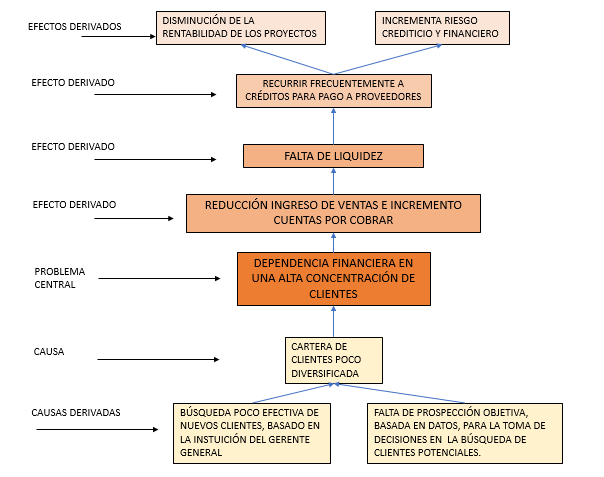 EFECTOS DERIVADOS
DISMINUCIÓN DE LA
RENTABILIDAD DE LOS PROYECTOS
INCREMENTA RIESGO
CREDITICIO Y FINANCIERO
EFECTO DERIVADO
RECURRIR FRECUENTEMENTE A
CRÉDITOS PARA PAGO A PROVEEDORES
EFECTO DERIVADO
FALTA DE LIQUIDEZ
EFECTO DERIVADO
REDUCCIÓN INGRESO DE VENTAS E INCREMENTO
CUENTAS POR COBRAR
PROBLEMA
CENTRAL
DEPENDENCIA FINANCIERA EN
UNA ALTA CONCENTRACIÓN DE
CLIENTES
CAUSA
CARTERA DE
CLIENTES POCO
DIVERSIFICADA
CAUSAS DERIVADAS
BÚSQUEDA POCO EFECTIVA DE
NUEVOS CLIENTES, BASADO EN
LA INSTUICIÓN DEL GERENTE
GENERAL
FALTA DE PROSPECCIÓN OBJETIVA,
BASADA EN DATOS, PARA LA TOMA DE
DECISIONES EN LA BÚSQUEDA DE
CLIENTES POTENCIALES.